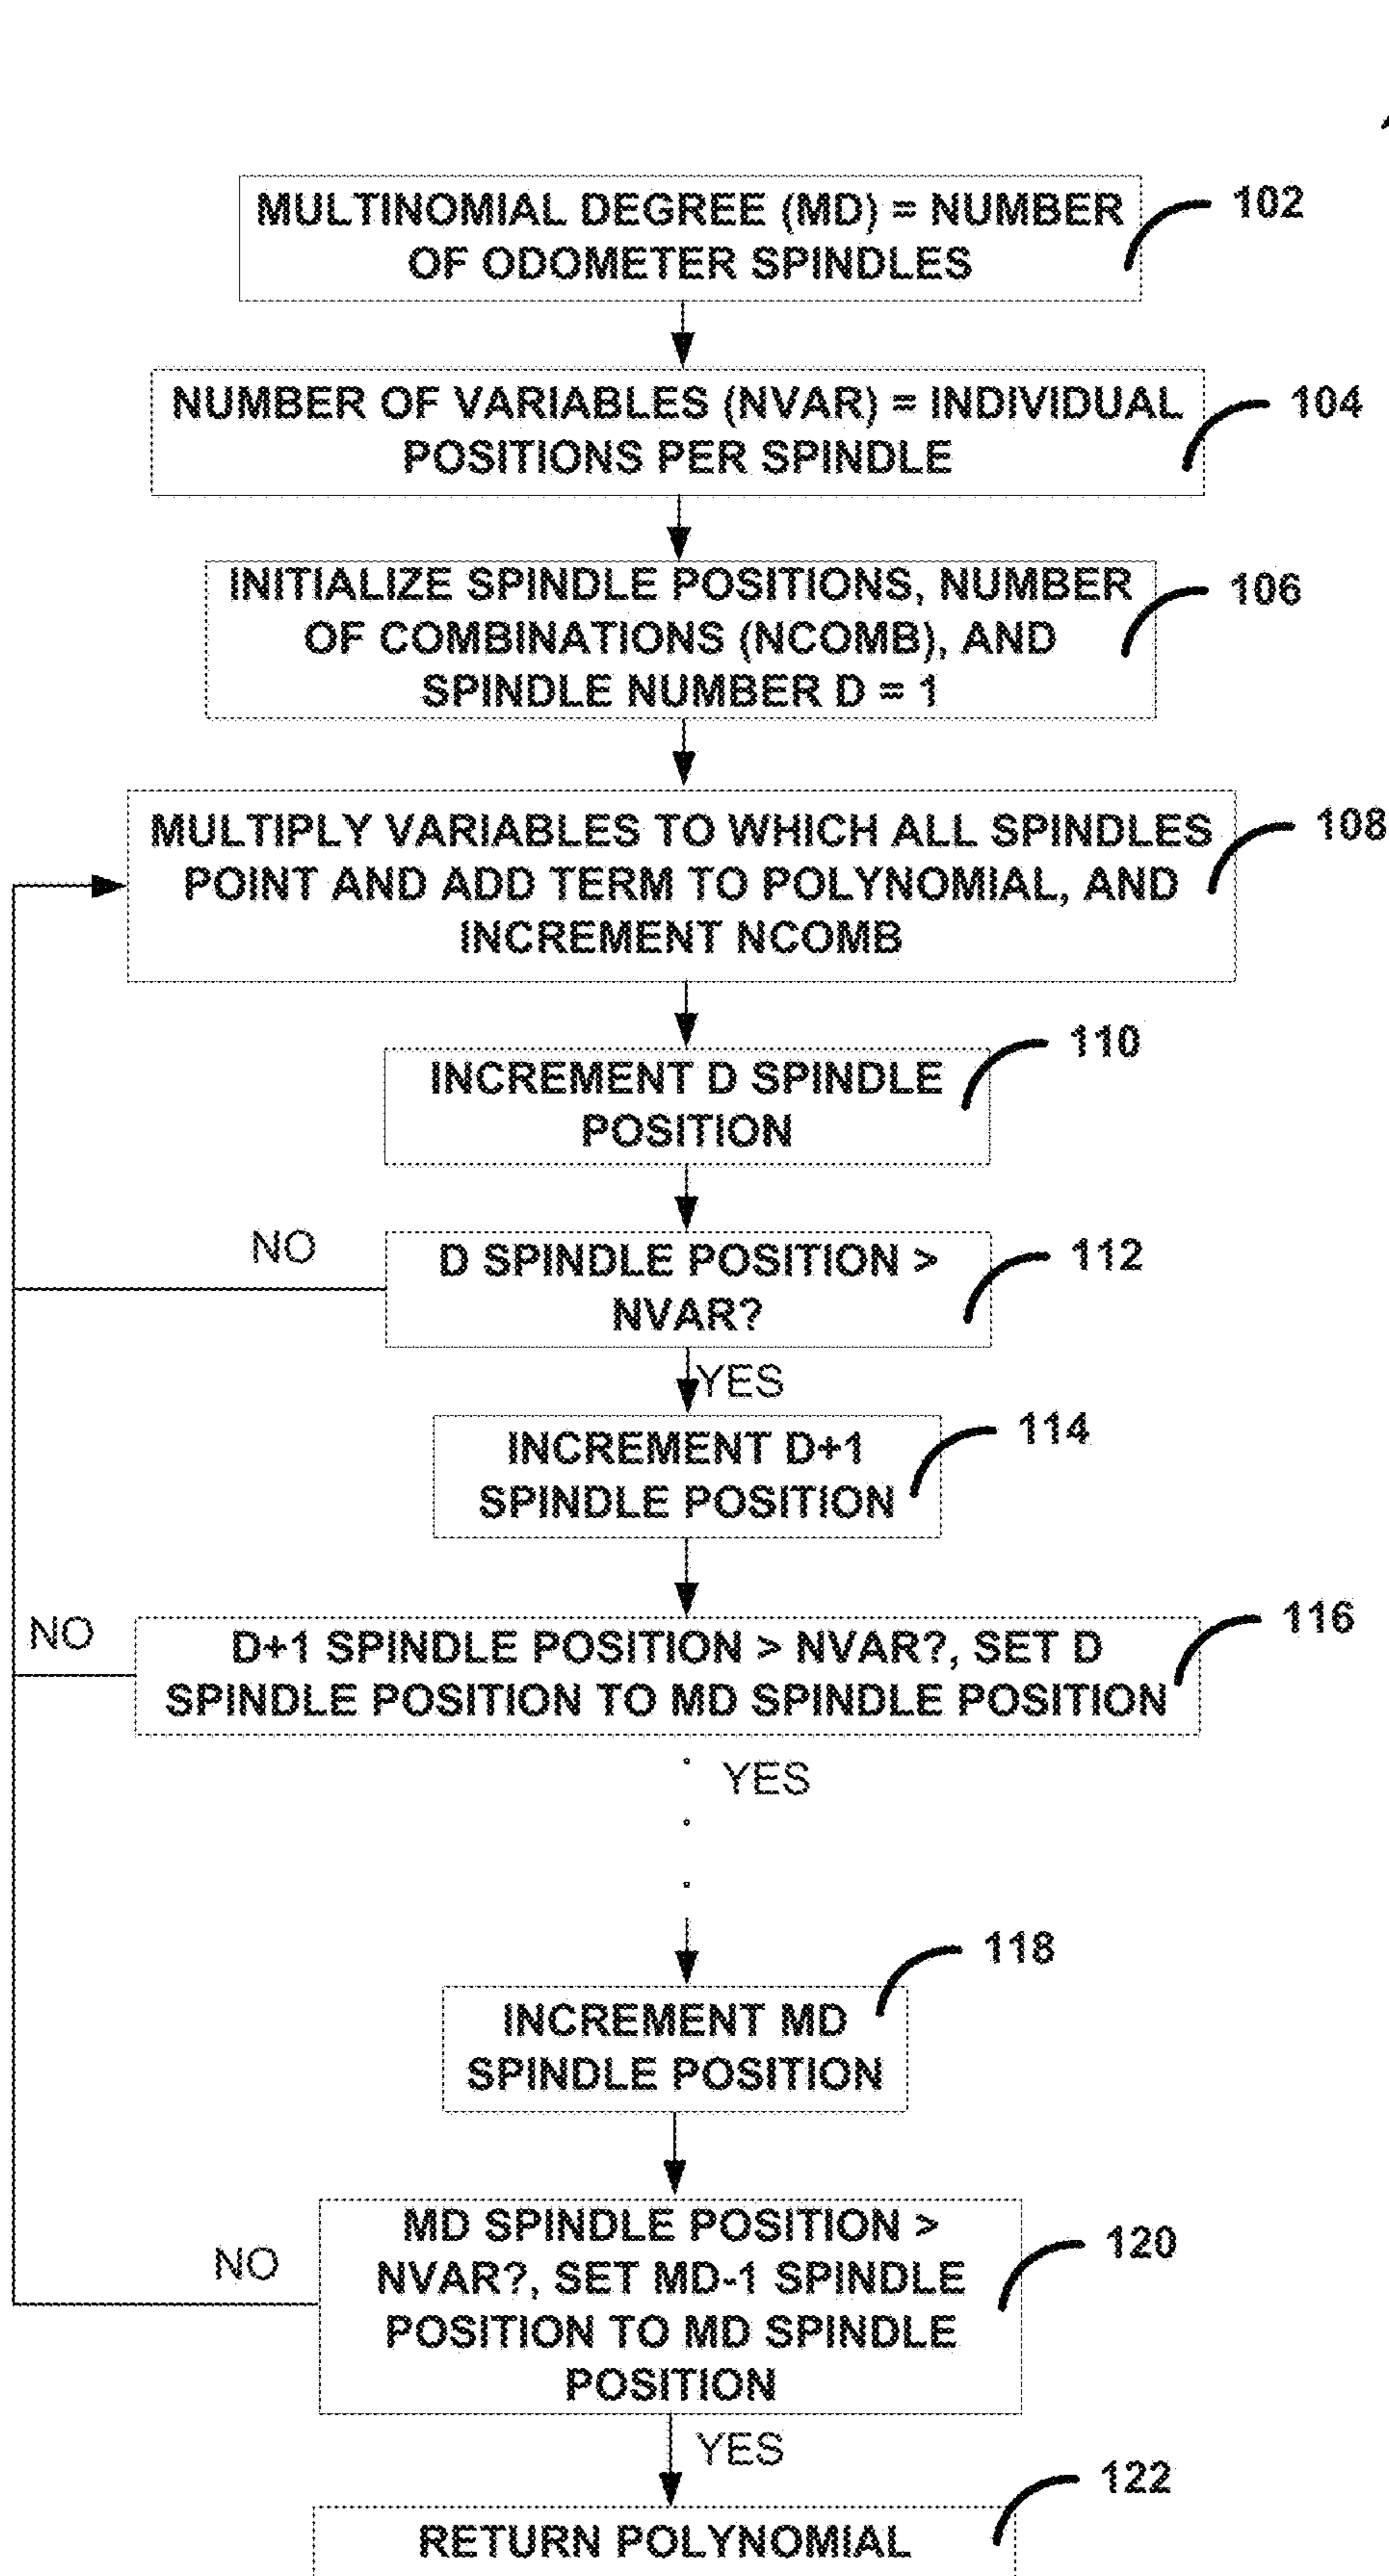 MULTINOMIAL DEGREE (MD) = NUMBER
OF ODOMETER SPINDLES
102
NUMBER OF VARIABLES (NVAR) = INDIVIDUAL
POSITIONS PER SPINDLE
104
INITIALIZE SPINDLE POSITIONS, NUMBER
OF COMBINATIONS (NCOMB), AND
SPINDLE NUMBER D = 1
106
MULTIPLY VARIABLES TO WHICH ALL SPINDLES
POINT AND ADD TERM TO POLYNOMIAL, AND
INCREMENT NCOMB
108
INCREMENT D SPINDLE
POSITION
110
NO
D SPINDLE POSITION >
NVAR?
112
YES
INCREMENT D+1
SPINDLE POSITION
114
NO
D+1 SPINDLE POSITION > NVAR?, SET D
SPINDLE POSITION TO MD SPINDLE POSITION
116
YES
INCREMENT MD
SPINDLE POSITION
118
NO
MD SPINDLE POSITION >
NVAR?, SET MD-1 SPINDLE
POSITION TO MD SPINDLE
POSITION
120
YES
RETURN POLYNOMIAL
122